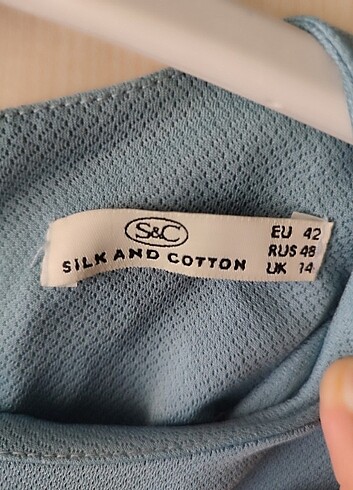 S&C
SILK AND COTTON
EU 42
RUS 48
UK 14